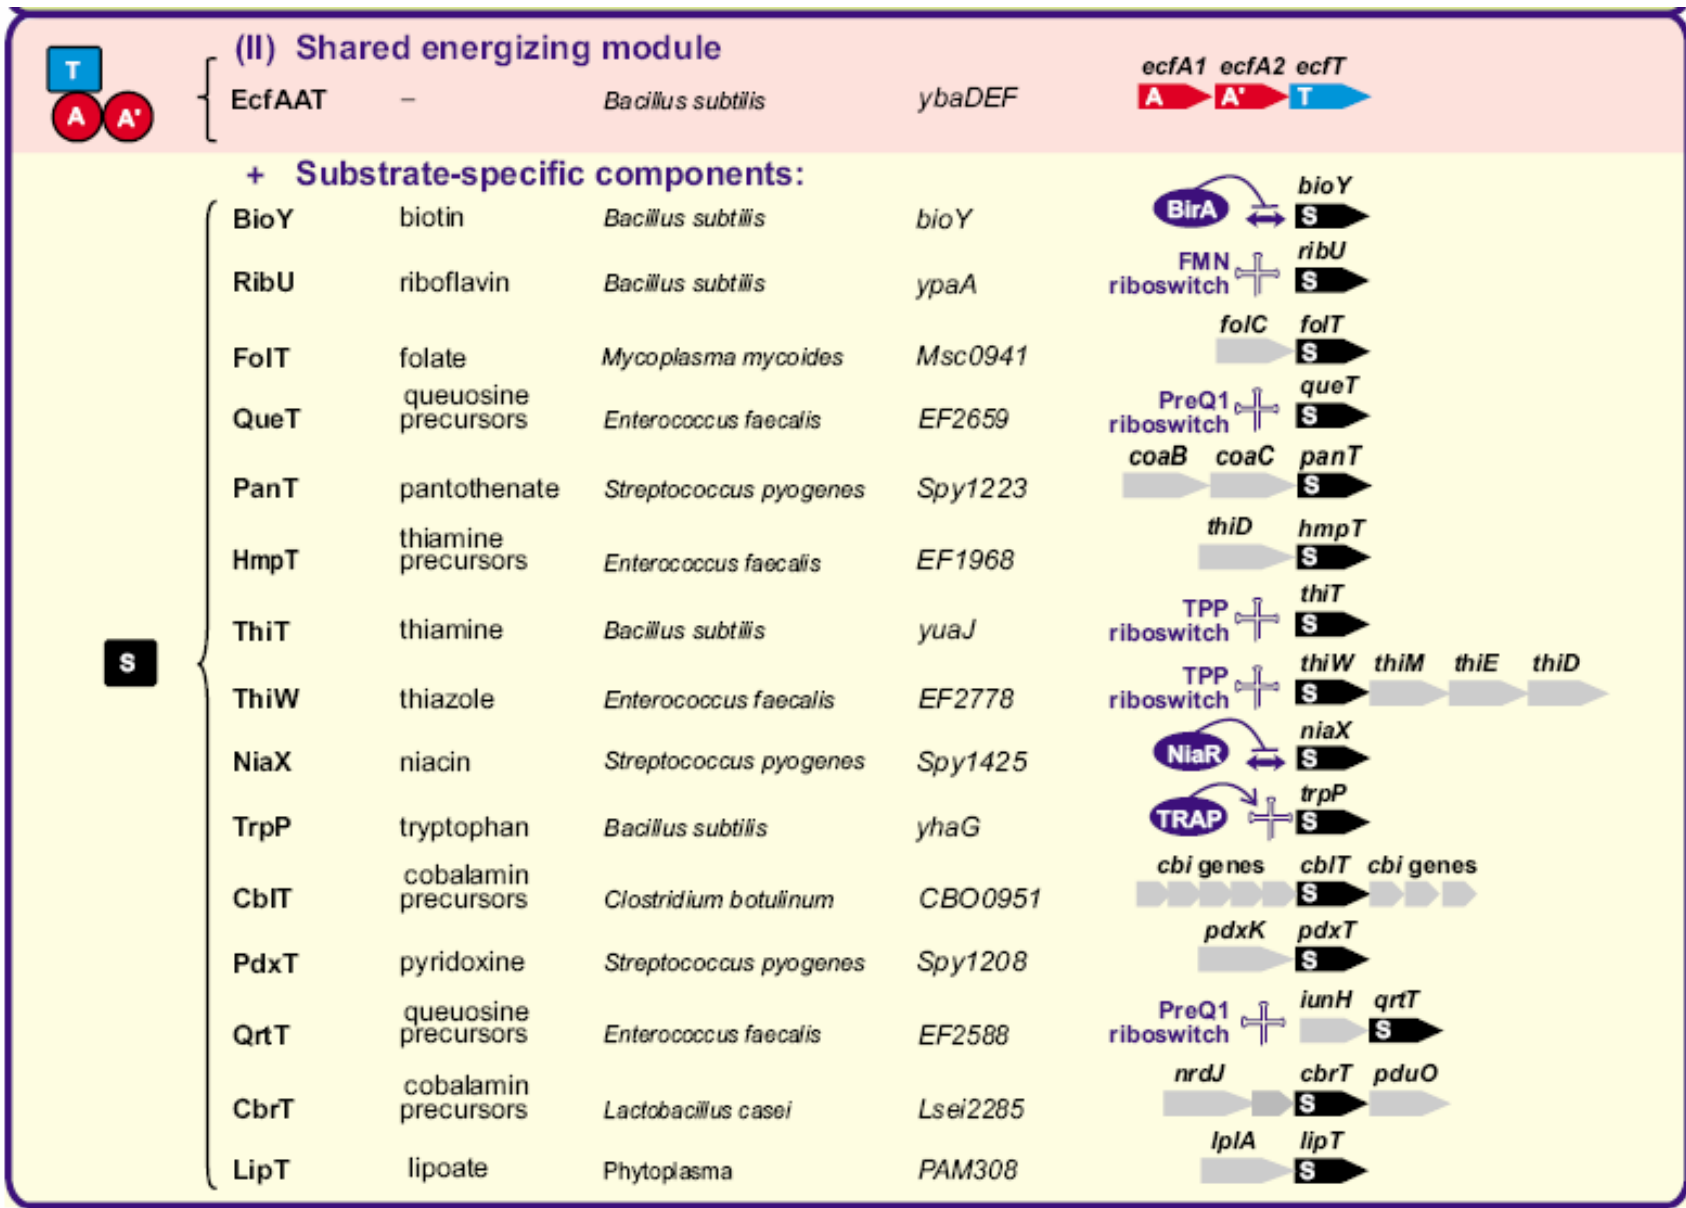 (II) Shared energizing module
T
A A'
EcfAAT – Bacillus subtilis ybaDEF
ecfA1 ecfA2 ecfT
A A' T
+ Substrate-specific components:
S
BioY biotin Bacillus subtilis bioY BirA bioY S
RibU riboflavin Bacillus subtilis ypaA FMN riboswitch ribU S
FolT folate Mycoplasma mycoides Msc0941 folC folT S
QueT queuosine precursors Enterococcus faecalis EF2659 PreQ1 riboswitch queT S
PanT pantothenate Streptococcus pyogenes Spy1223 coaB coaC panT S
HmpT thiamine precursors Enterococcus faecalis EF1968 thiD hmpT S
ThiT thiamine Bacillus subtilis yuaJ TPP riboswitch thiT S
ThiW thiazole Enterococcus faecalis EF2778 TPP riboswitch thiW thiM thiE thiD S
NiaX niacin Streptococcus pyogenes Spy1425 NiaR niaX S
TrpP tryptophan Bacillus subtilis yhaG TRAP trpP S
CblT cobalamin precursors Clostridium botulinum CBO0951 cbi genes cblT cbi genes S
PdxT pyridoxine Streptococcus pyogenes Spy1208 pdxK pdxT S
QrtT queuosine precursors Enterococcus faecalis EF2588 PreQ1 riboswitch iunH qrtT S
CbrT cobalamin precursors Lactobacillus casei Lsei2285 nrdJ cbrT pduO S
LipT lipoate Phytoplasma PAM308 lplA lipT S